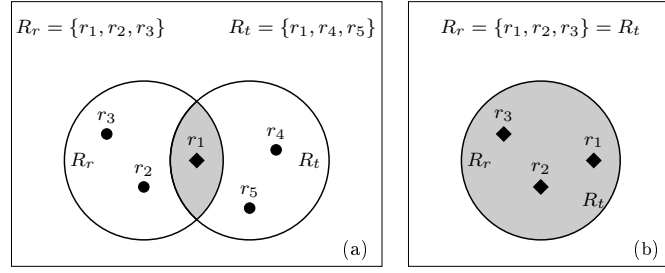 R_r = {r_1, r_2, r_3} R_t = {r_1, r_4, r_5}
r_3
r_1
r_4
R_r
R_t
r_2
r_5
(a)
R_r = {r_1, r_2, r_3} = R_t
r_3
r_1
R_r
r_2
R_t
(b)